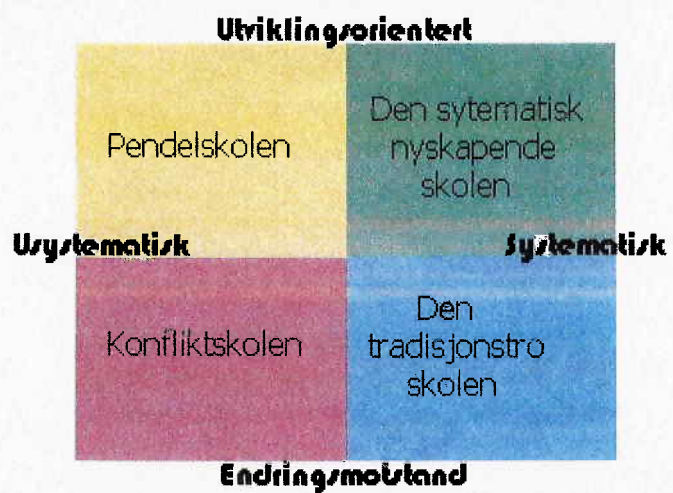 Utviklingsorientert
Pendelskolen
Den sytematisk
nyskapende
skolen
Usystematisk
Systematisk
Konfliktskolen
Den
tradisjonstro
skolen
Endringsmotstand